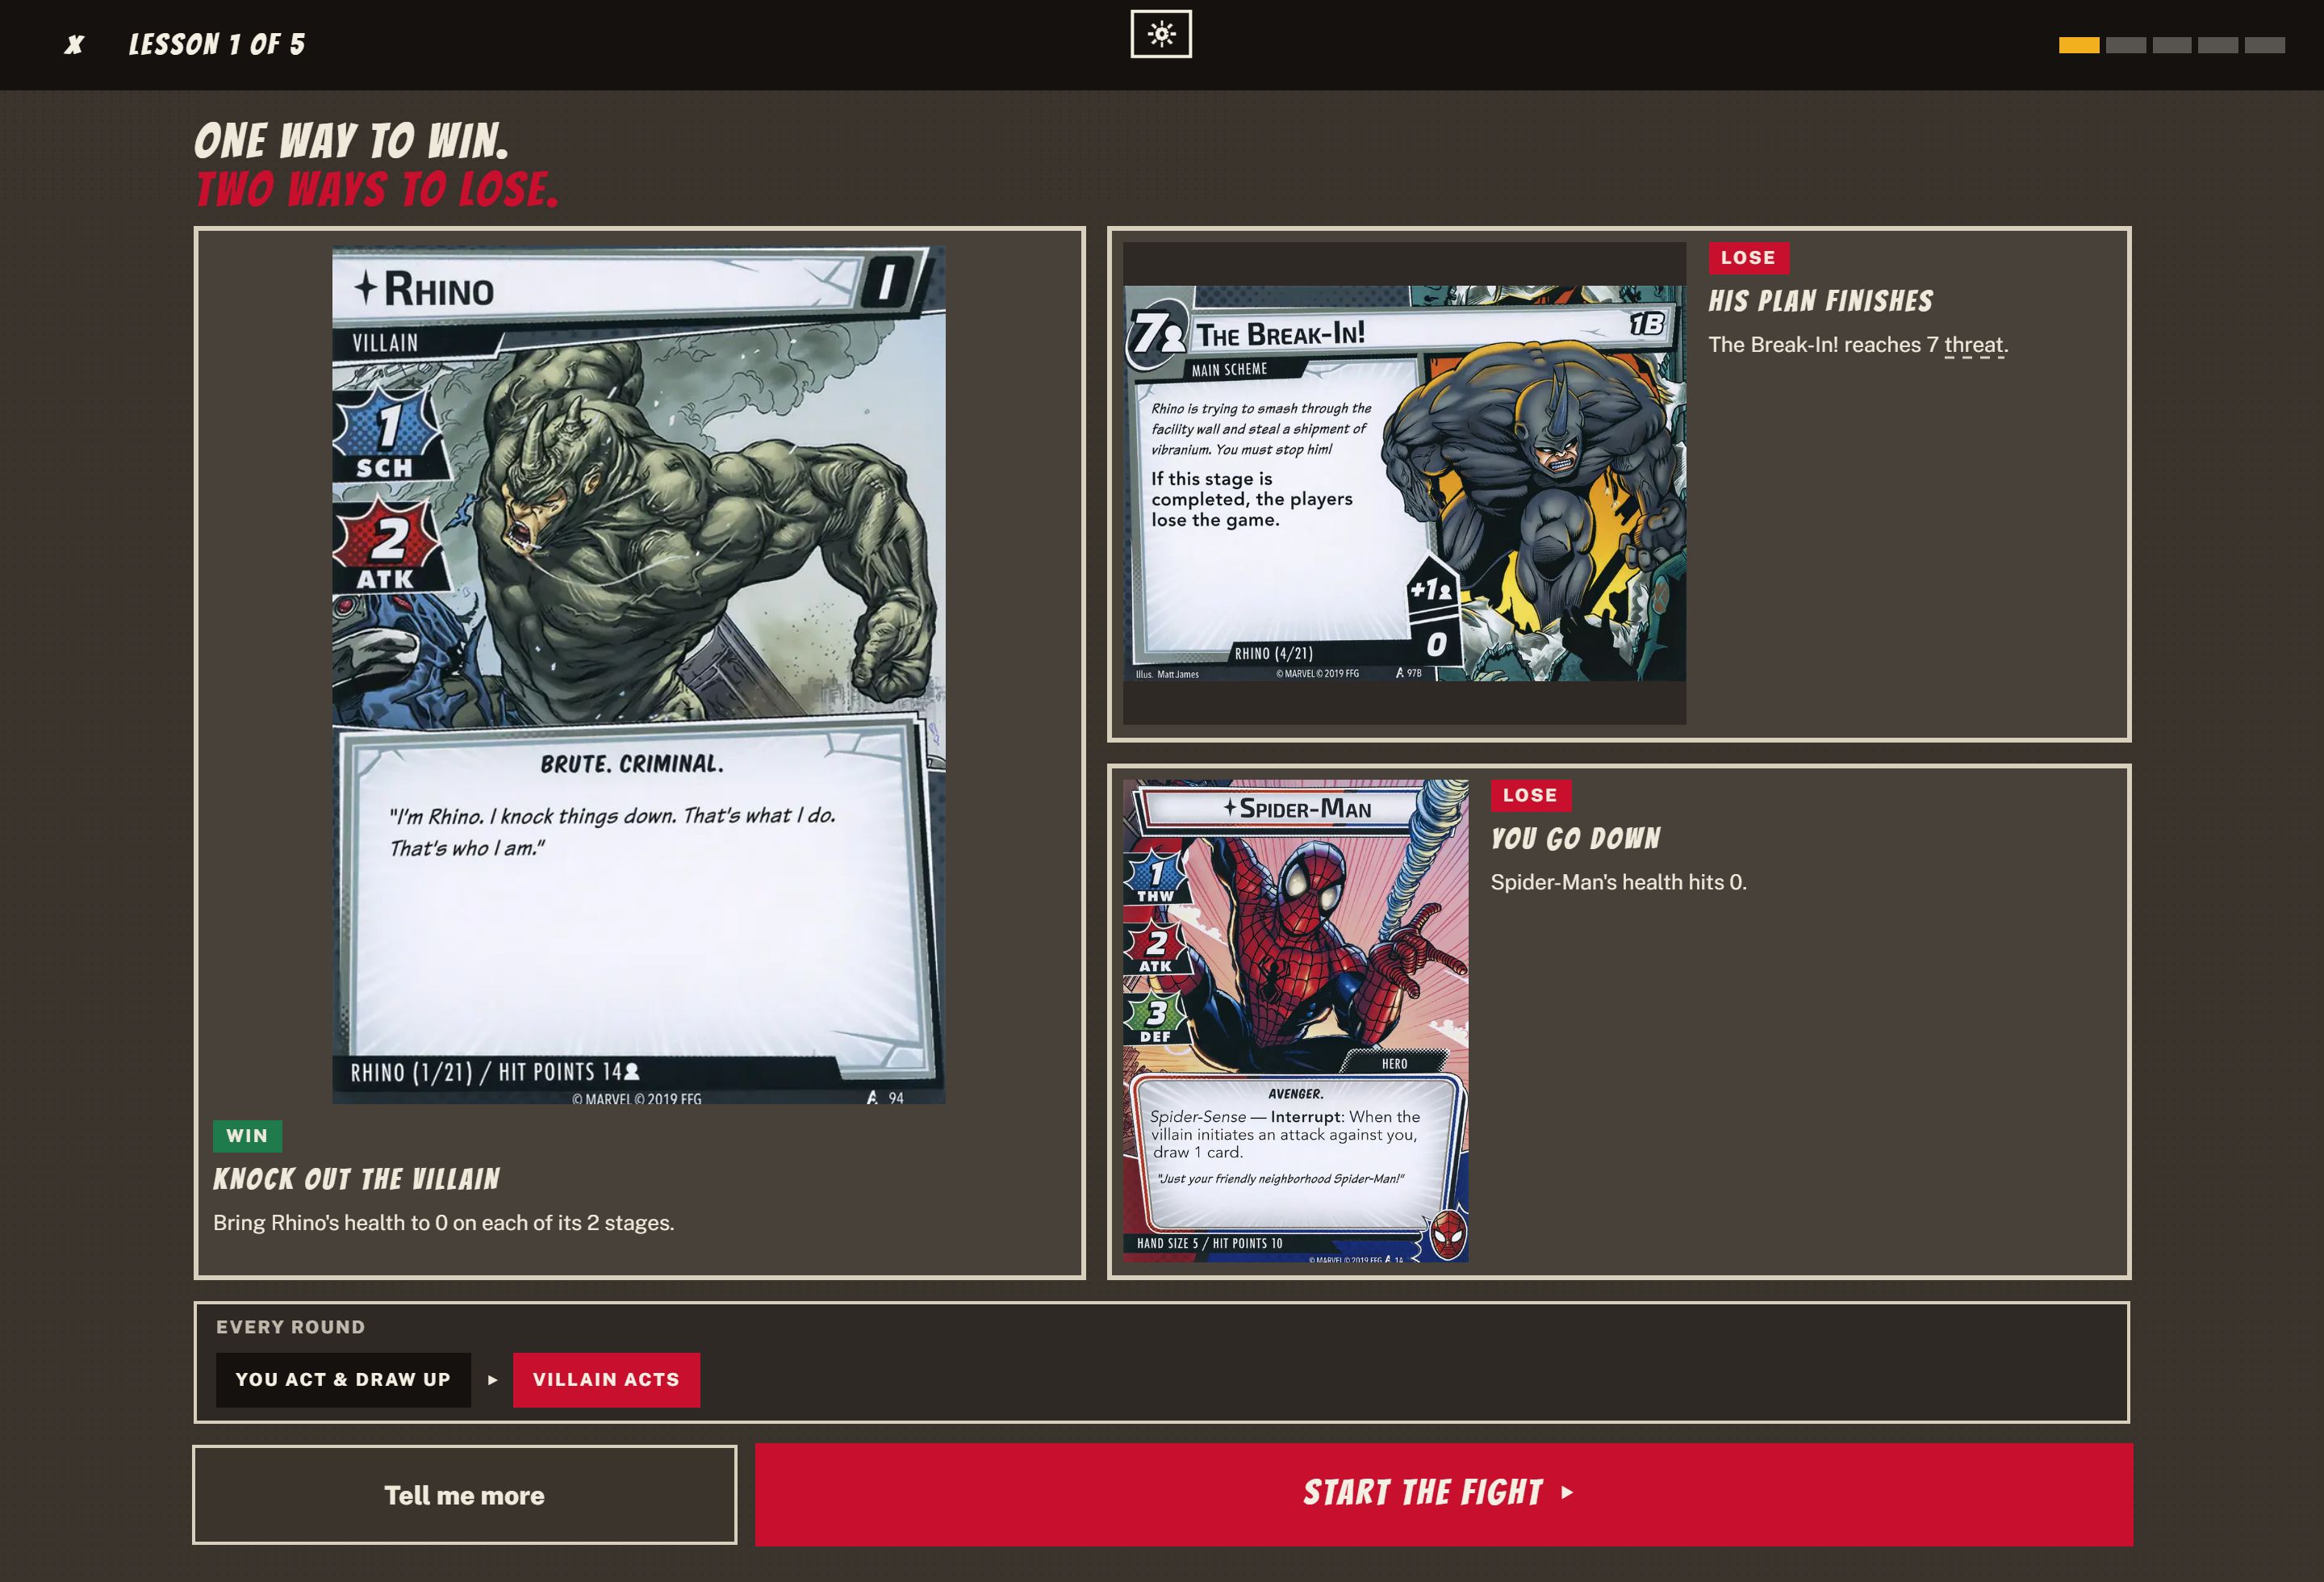 X LESSON 1 OF 5
ONE WAY TO WIN.
TWO WAYS TO LOSE.
RHINO
1
VILLAIN
1
SCH
2
ATK
BRUTE. CRIMINAL.
"I'm Rhino. I knock things down. That's what I do.
That's who I am."
RHINO (1/21) / HIT POINTS 14
© MARVEL © 2019 FFG 94
WIN
KNOCK OUT THE VILLAIN
Bring Rhino's health to 0 on each of its 2 stages.
7 THE BREAK-IN! 1B
MAIN SCHEME
Rhino is trying to smash through the
facility wall and steal a shipment of
vibranium. You must stop him!
If this stage is
completed, the players
lose the game.
+1
0
RHINO (4/21)
Illus. Matt James © MARVEL © 2019 FFG 97B
LOSE
HIS PLAN FINISHES
The Break-In! reaches 7 threat.
SPIDER-MAN
1
THW
2
ATK
3
DEF
HERO
AVENGER.
Spider-Sense — Interrupt: When the
villain initiates an attack against you,
draw 1 card.
"Just your friendly neighborhood Spider-Man!"
HAND SIZE 5 / HIT POINTS 10
© MARVEL © 2019 FFG 1A
LOSE
YOU GO DOWN
Spider-Man's health hits 0.
EVERY ROUND
YOU ACT & DRAW UP ▸ VILLAIN ACTS
Tell me more
START THE FIGHT ▸